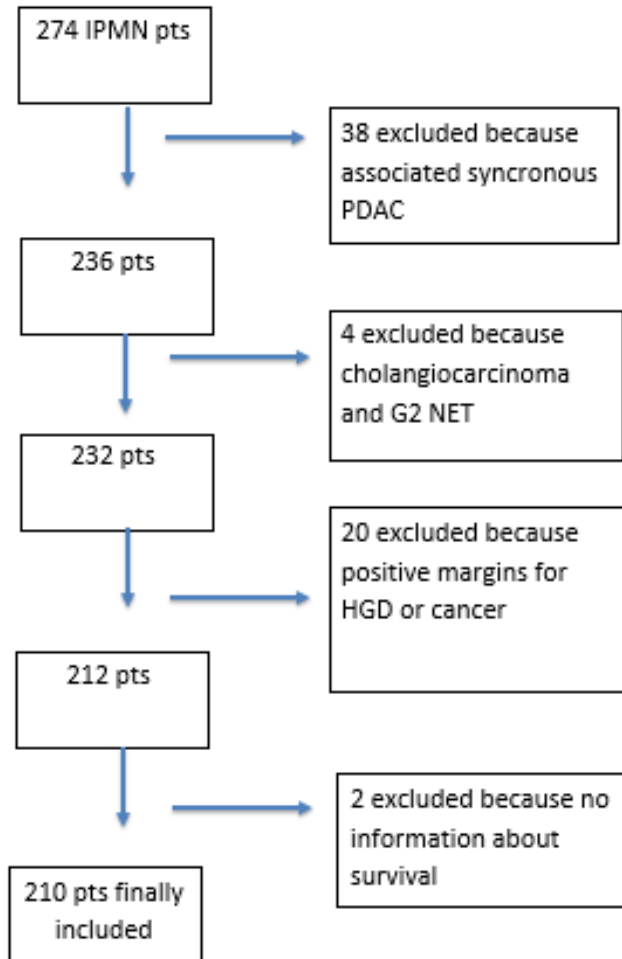 274 IPMN pts
38 excluded because
associated syncronous
PDAC
236 pts
4 excluded because
cholangiocarcinoma
and G2 NET
232 pts
20 excluded because
positive margins for
HGD or cancer
212 pts
2 excluded because no
information about
survival
210 pts finally
included